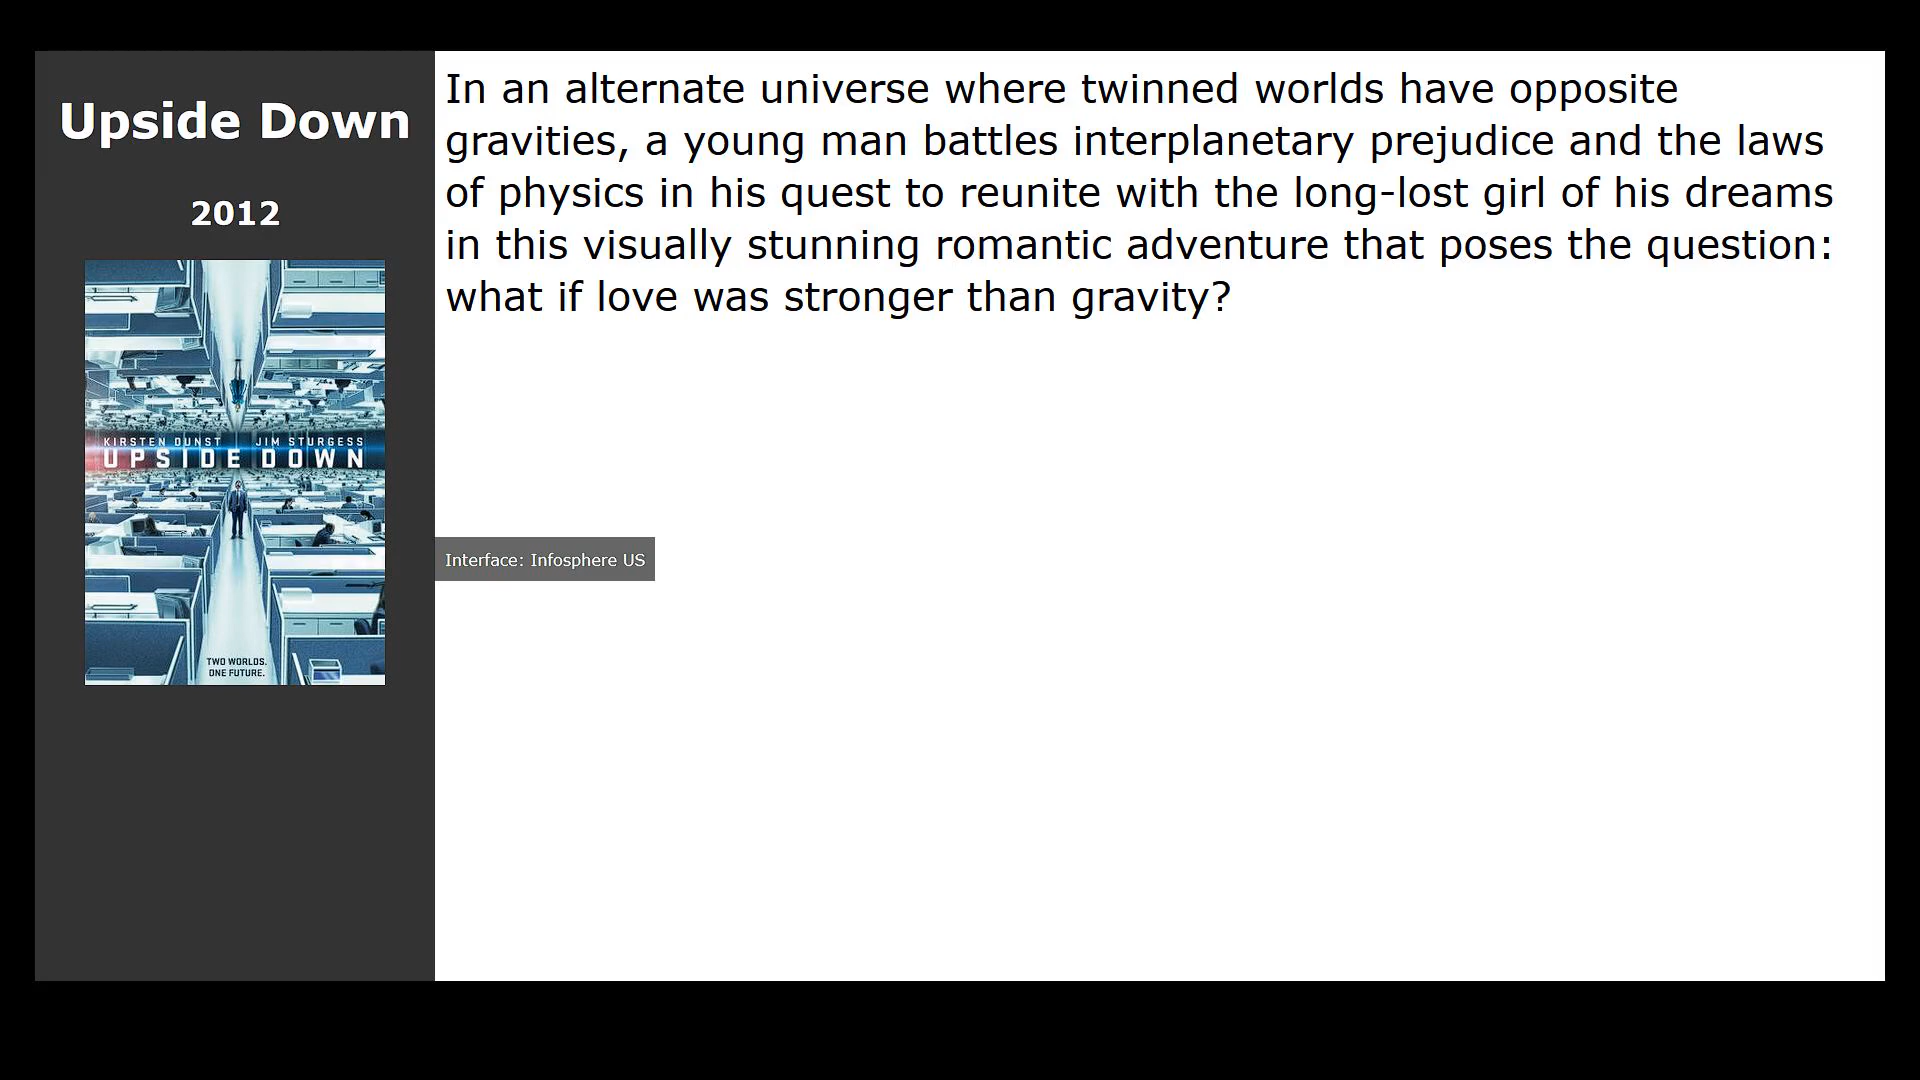 Upside Down
2012
KIRSTEN DUNST JIM STURGESS
UPSIDE DOWN
TWO WORLDS.
ONE FUTURE.
In an alternate universe where twinned worlds have opposite
gravities, a young man battles interplanetary prejudice and the laws
of physics in his quest to reunite with the long-lost girl of his dreams
in this visually stunning romantic adventure that poses the question:
what if love was stronger than gravity?
Interface: Infosphere US